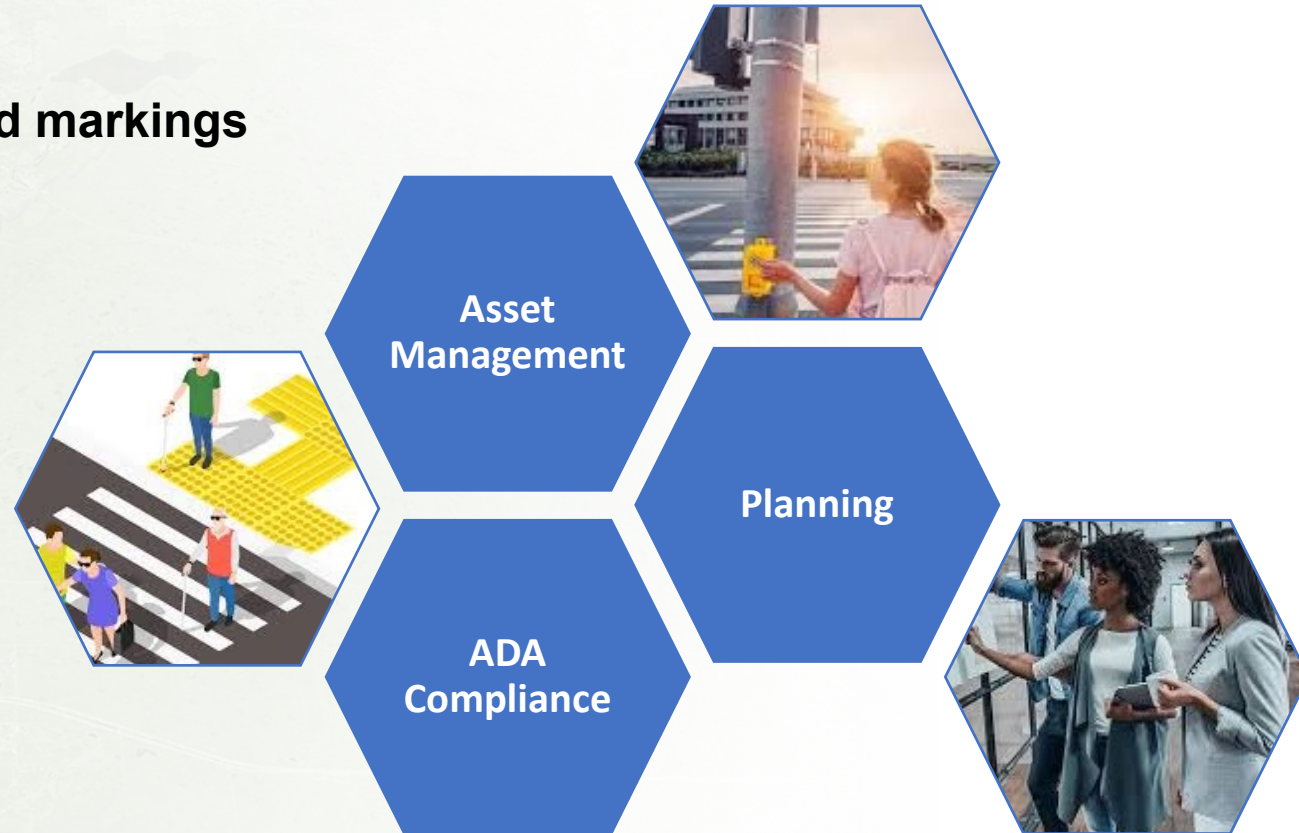 d markings
Asset
Management
Planning
ADA
Compliance